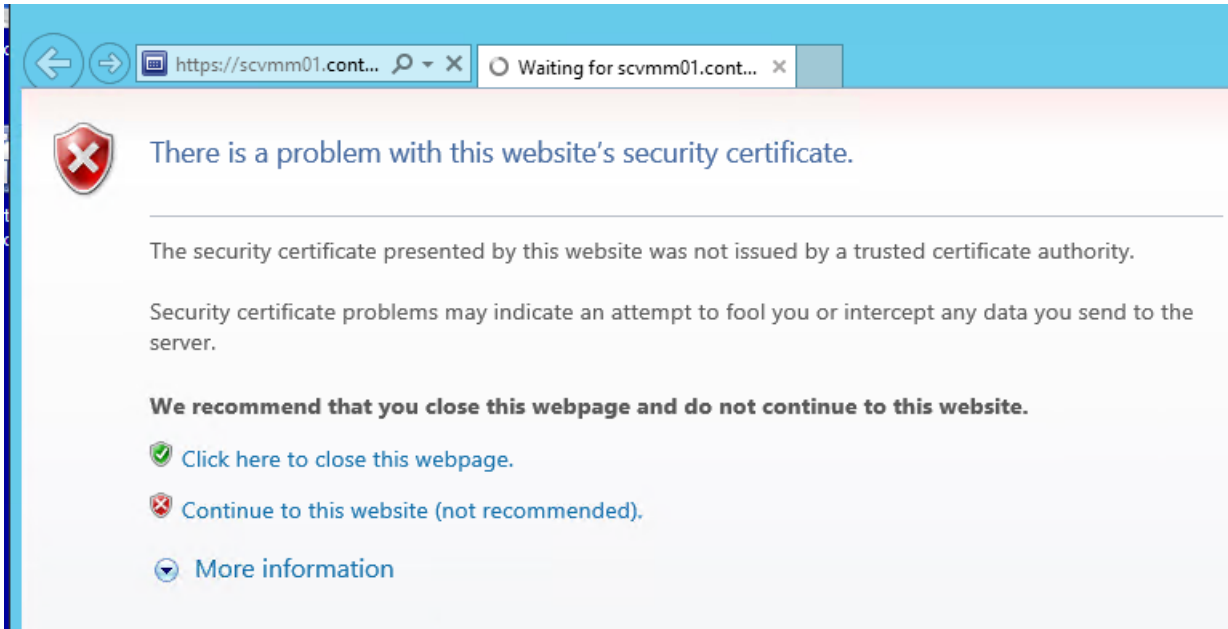 https://scvmm01.cont...
Waiting for scvmm01.cont...
There is a problem with this website's security certificate.
The security certificate presented by this website was not issued by a trusted certificate authority.
Security certificate problems may indicate an attempt to fool you or intercept any data you send to the
server.
We recommend that you close this webpage and do not continue to this website.
Click here to close this webpage.
Continue to this website (not recommended).
More information